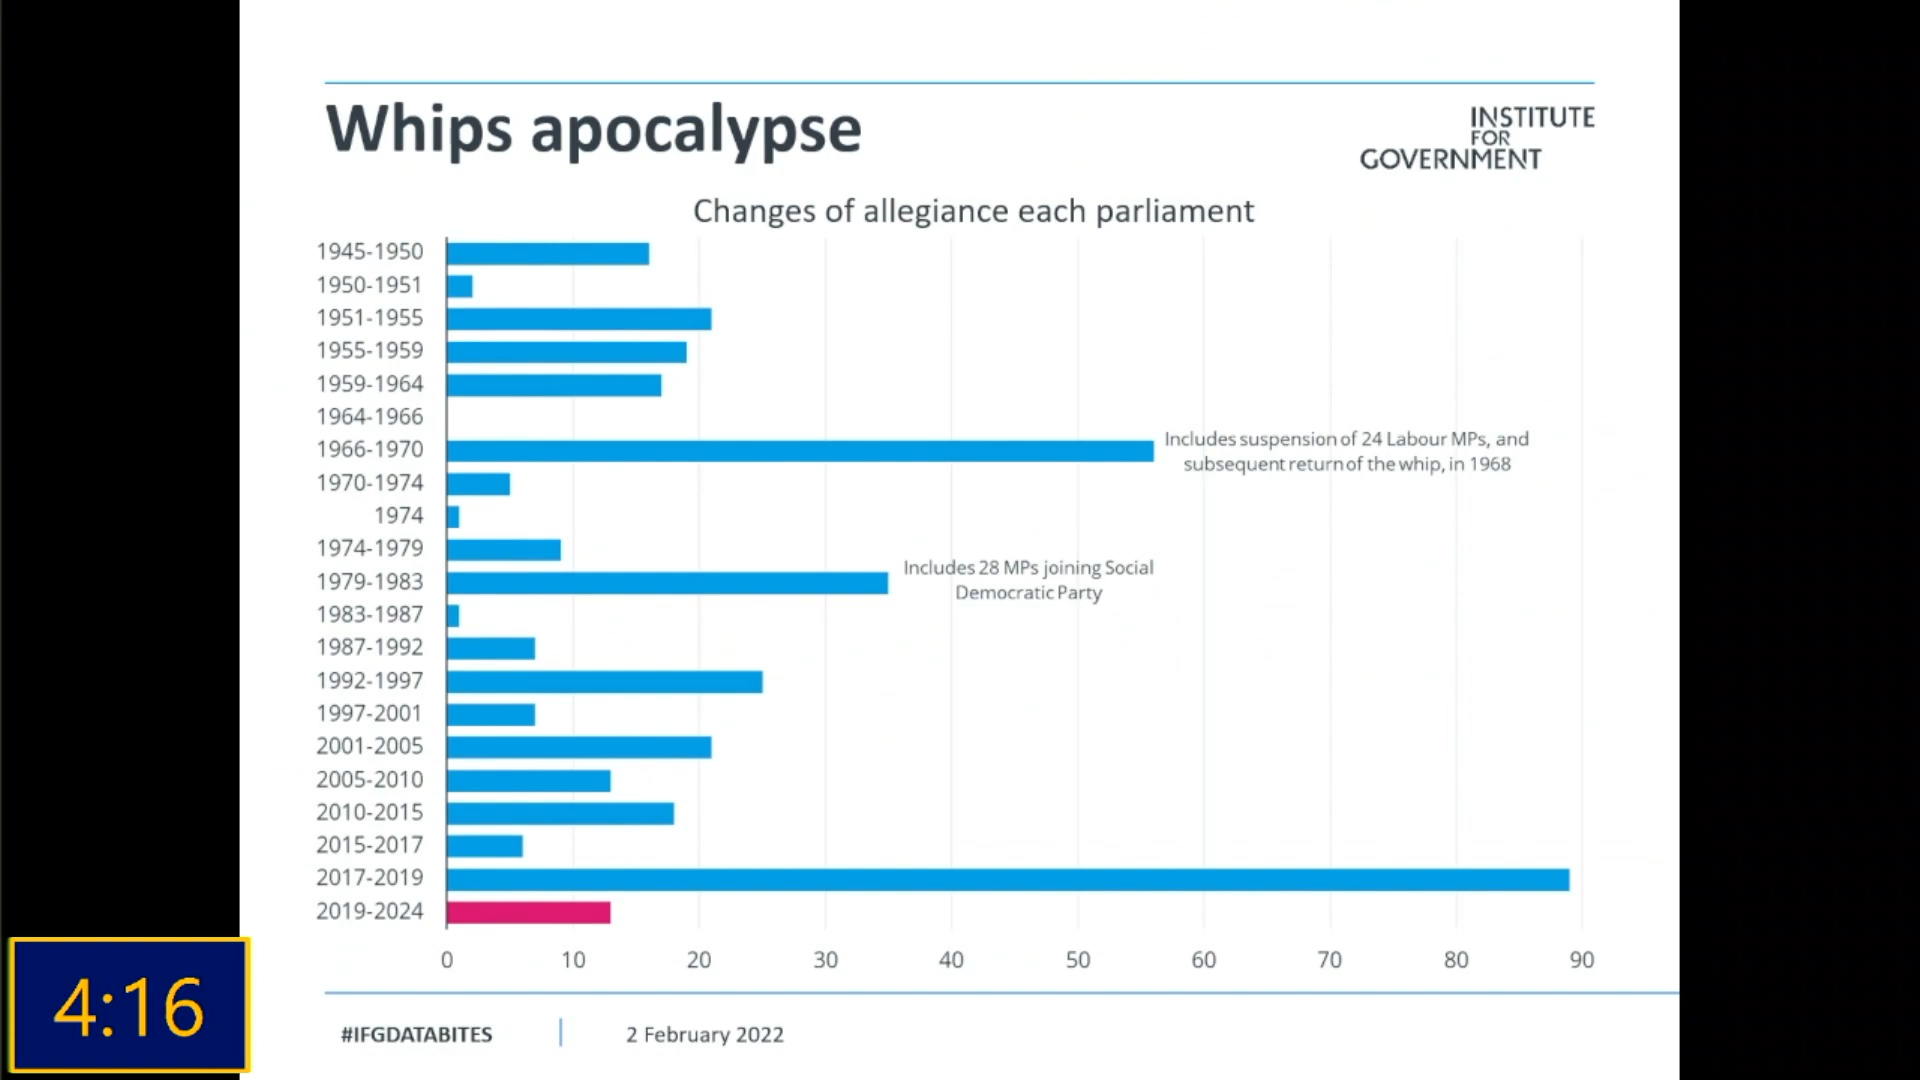 Whips apocalypse
INSTITUTE
FOR
GOVERNMENT
Changes of allegiance each parliament
1945-1950
1950-1951
1951-1955
1955-1959
1959-1964
1964-1966
1966-1970
Includes suspension of 24 Labour MPs, and
subsequent return of the whip, in 1968
1970-1974
1974
1974-1979
1979-1983
Includes 28 MPs joining Social
Democratic Party
1983-1987
1987-1992
1992-1997
1997-2001
2001-2005
2005-2010
2010-2015
2015-2017
2017-2019
2019-2024
0 10 20 30 40 50 60 70 80 90
4:16
#IFGDATABITES
2 February 2022